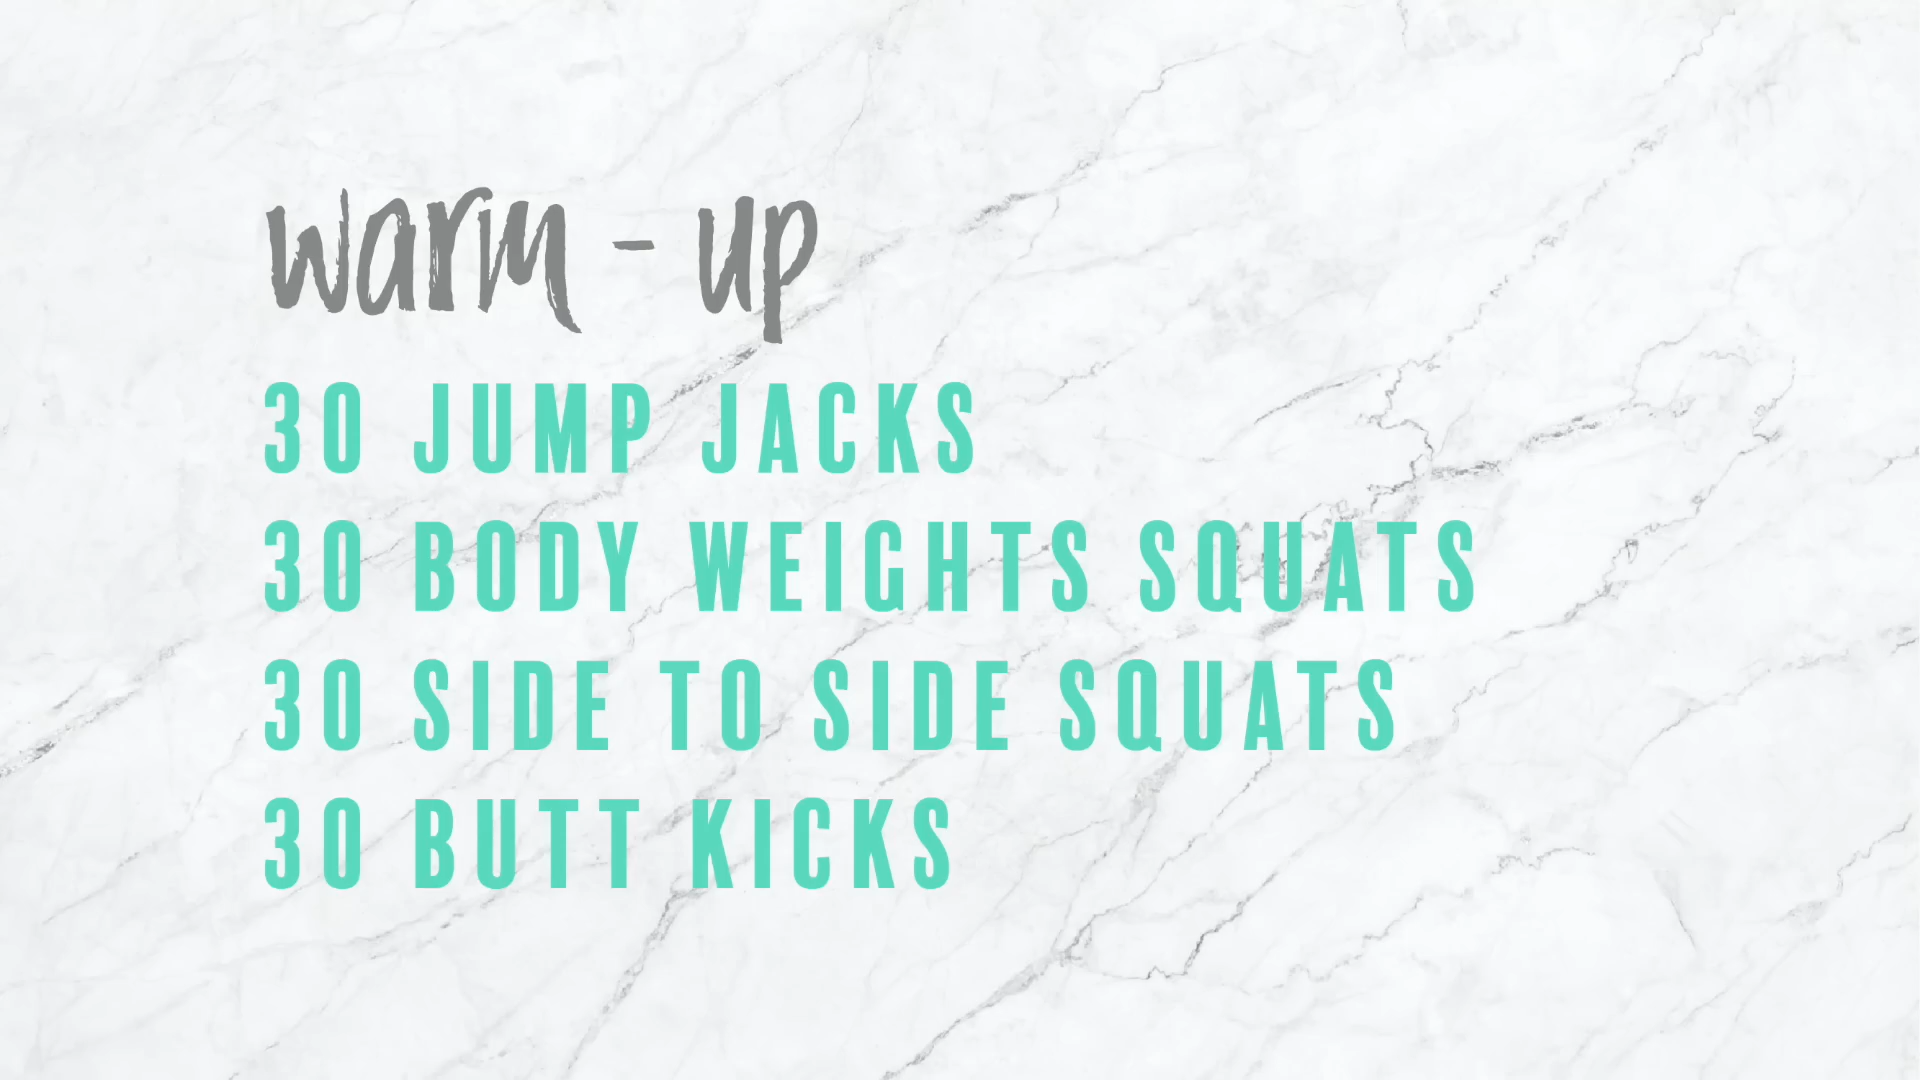 warm - up
30 JUMP JACKS
30 BODY WEIGHTS SQUATS
30 SIDE TO SIDE SQUATS
30 BUTT KICKS